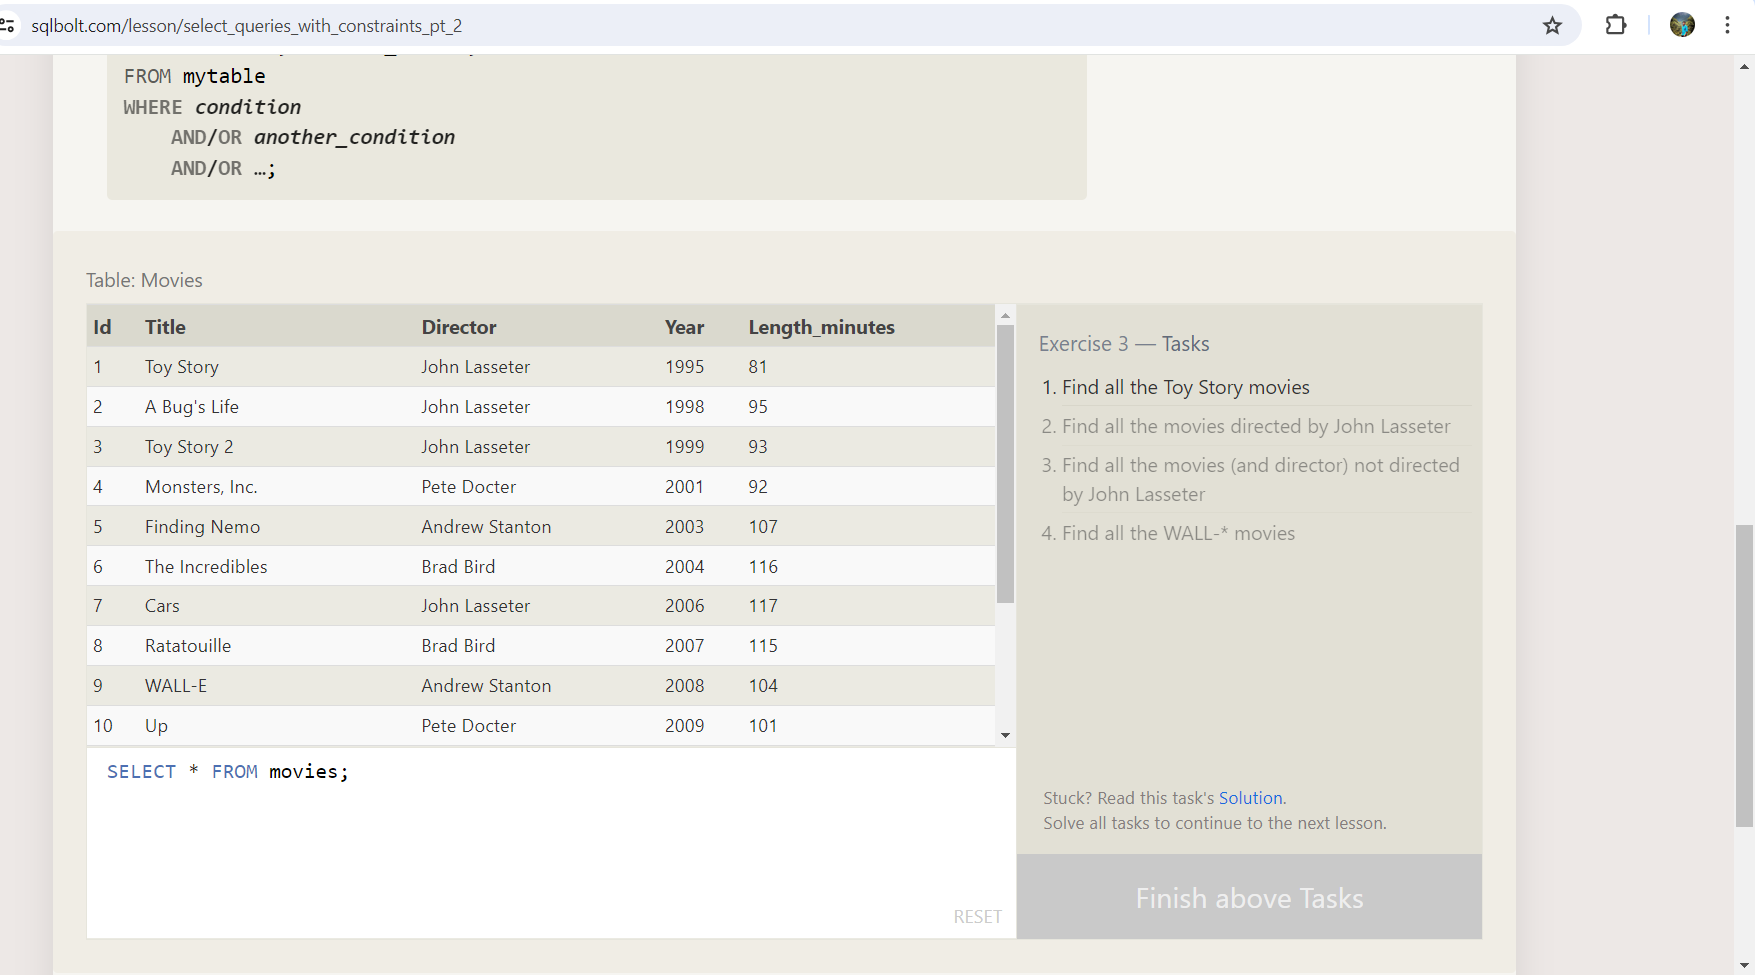 sqlbolt.com/lesson/select_queries_with_constraints_pt_2
FROM mytable
WHERE condition
AND/OR another_condition
AND/OR …;
Table: Movies
Id Title Director Year Length_minutes
1 Toy Story John Lasseter 1995 81
2 A Bug's Life John Lasseter 1998 95
3 Toy Story 2 John Lasseter 1999 93
4 Monsters, Inc. Pete Docter 2001 92
5 Finding Nemo Andrew Stanton 2003 107
6 The Incredibles Brad Bird 2004 116
7 Cars John Lasseter 2006 117
8 Ratatouille Brad Bird 2007 115
9 WALL-E Andrew Stanton 2008 104
10 Up Pete Docter 2009 101
SELECT * FROM movies;
RESET
Exercise 3 — Tasks
1. Find all the Toy Story movies
2. Find all the movies directed by John Lasseter
3. Find all the movies (and director) not directed
by John Lasseter
4. Find all the WALL-* movies
Stuck? Read this task's Solution.
Solve all tasks to continue to the next lesson.
Finish above Tasks